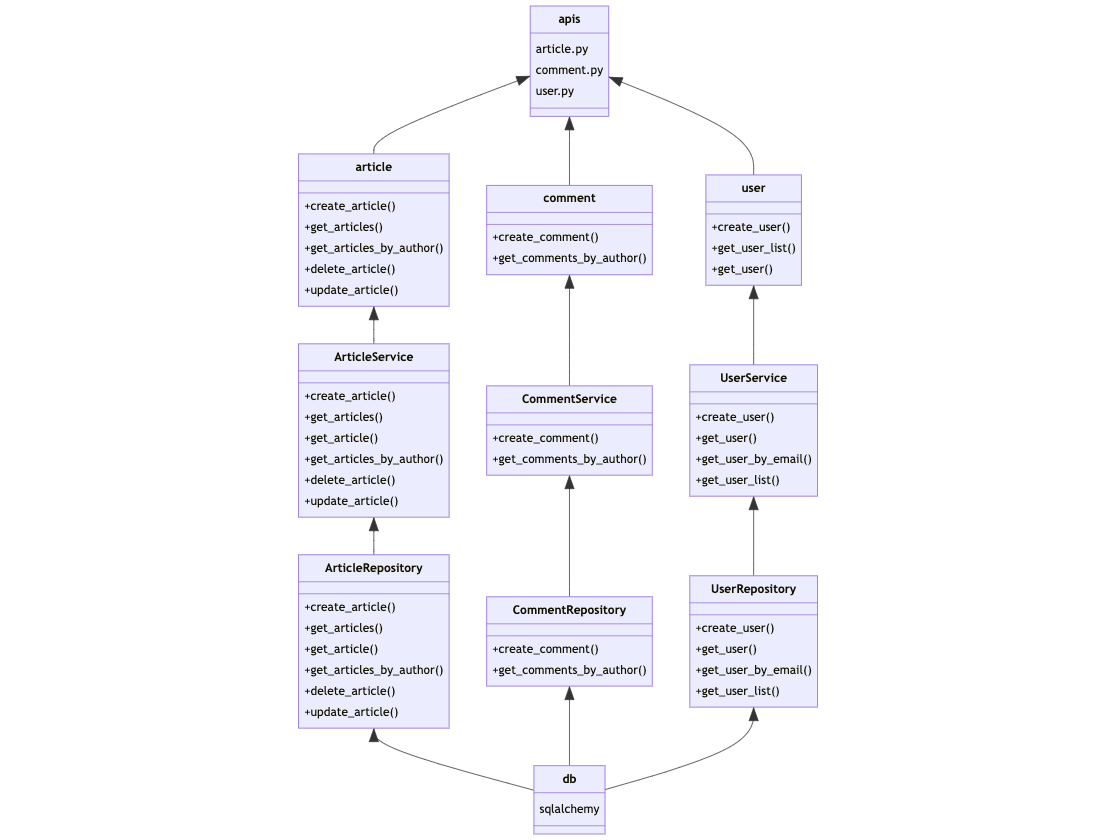 apis
article.py
comment.py
user.py
article
+create_article()
+get_articles()
+get_articles_by_author()
+delete_article()
+update_article()
comment
+create_comment()
+get_comments_by_author()
user
+create_user()
+get_user_list()
+get_user()
ArticleService
+create_article()
+get_articles()
+get_article()
+get_articles_by_author()
+delete_article()
+update_article()
CommentService
+create_comment()
+get_comments_by_author()
UserService
+create_user()
+get_user()
+get_user_by_email()
+get_user_list()
ArticleRepository
+create_article()
+get_articles()
+get_article()
+get_articles_by_author()
+delete_article()
+update_article()
CommentRepository
+create_comment()
+get_comments_by_author()
UserRepository
+create_user()
+get_user()
+get_user_by_email()
+get_user_list()
db
sqlalchemy